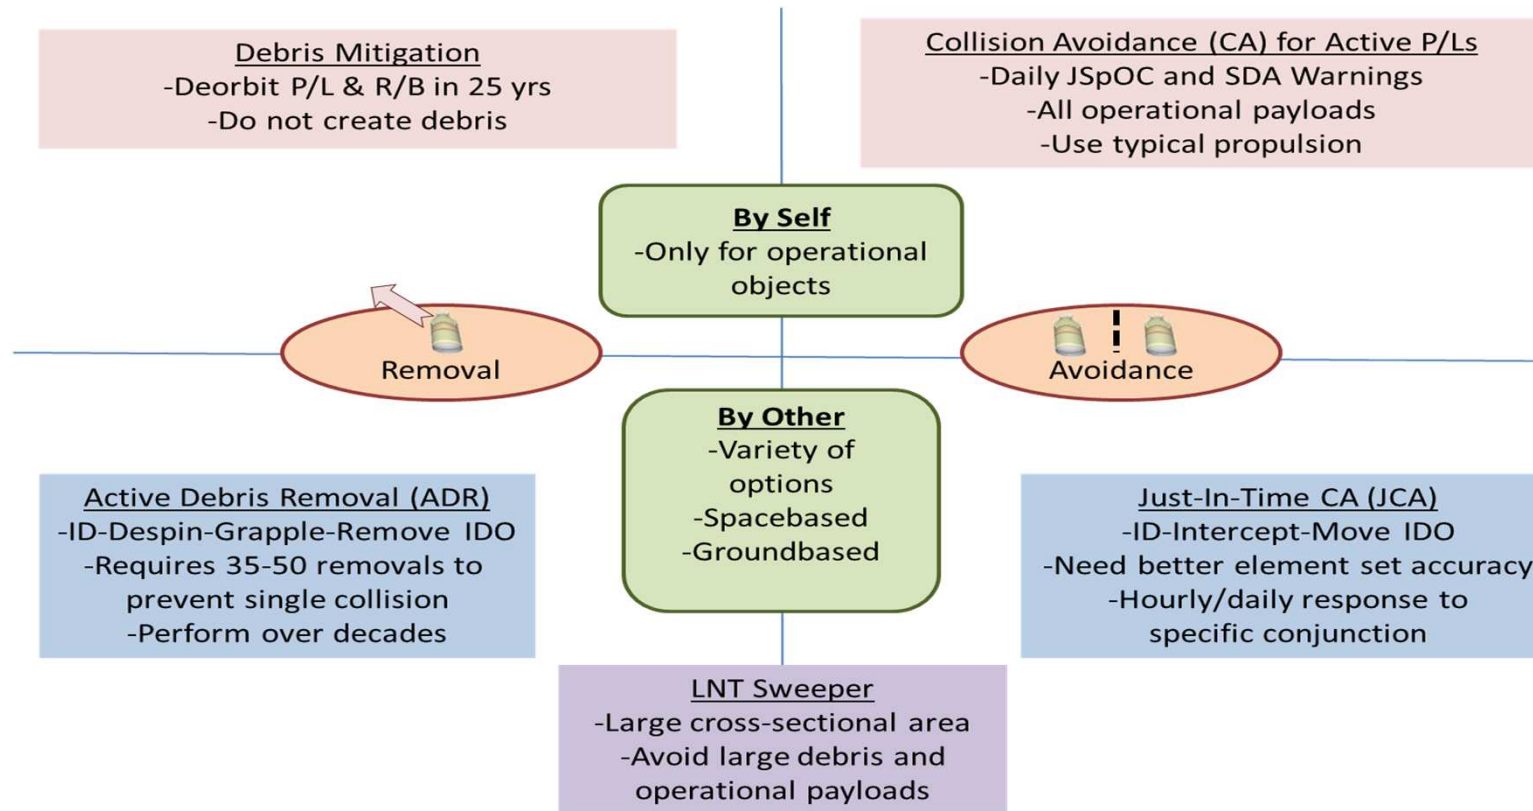 Debris Mitigation
-Deorbit P/L & R/B in 25 yrs
-Do not create debris
Collision Avoidance (CA) for Active P/Ls
-Daily JSpOC and SDA Warnings
-All operational payloads
-Use typical propulsion
By Self
-Only for operational
objects
Removal
Avoidance
By Other
-Variety of
options
-Spacebased
-Groundbased
Active Debris Removal (ADR)
-ID-Despin-Grapple-Remove IDO
-Requires 35-50 removals to
prevent single collision
-Perform over decades
Just-In-Time CA (JCA)
-ID-Intercept-Move IDO
-Need better element set accuracy
-Hourly/daily response to
specific conjunction
LNT Sweeper
-Large cross-sectional area
-Avoid large debris and
operational payloads